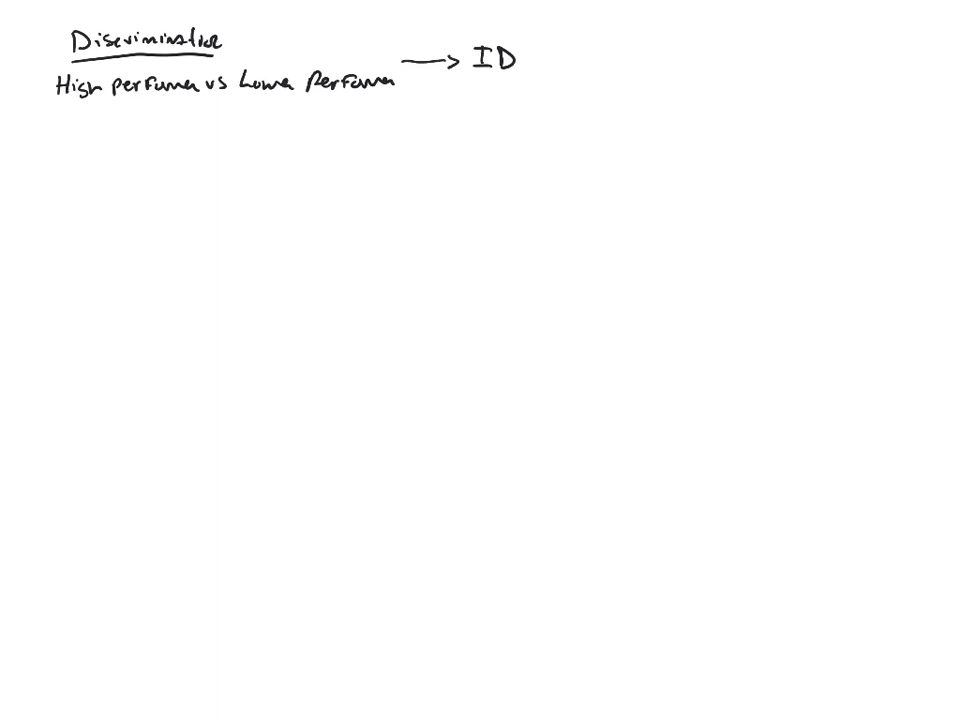 Discrimination
High performer vs Lower Performer → ID